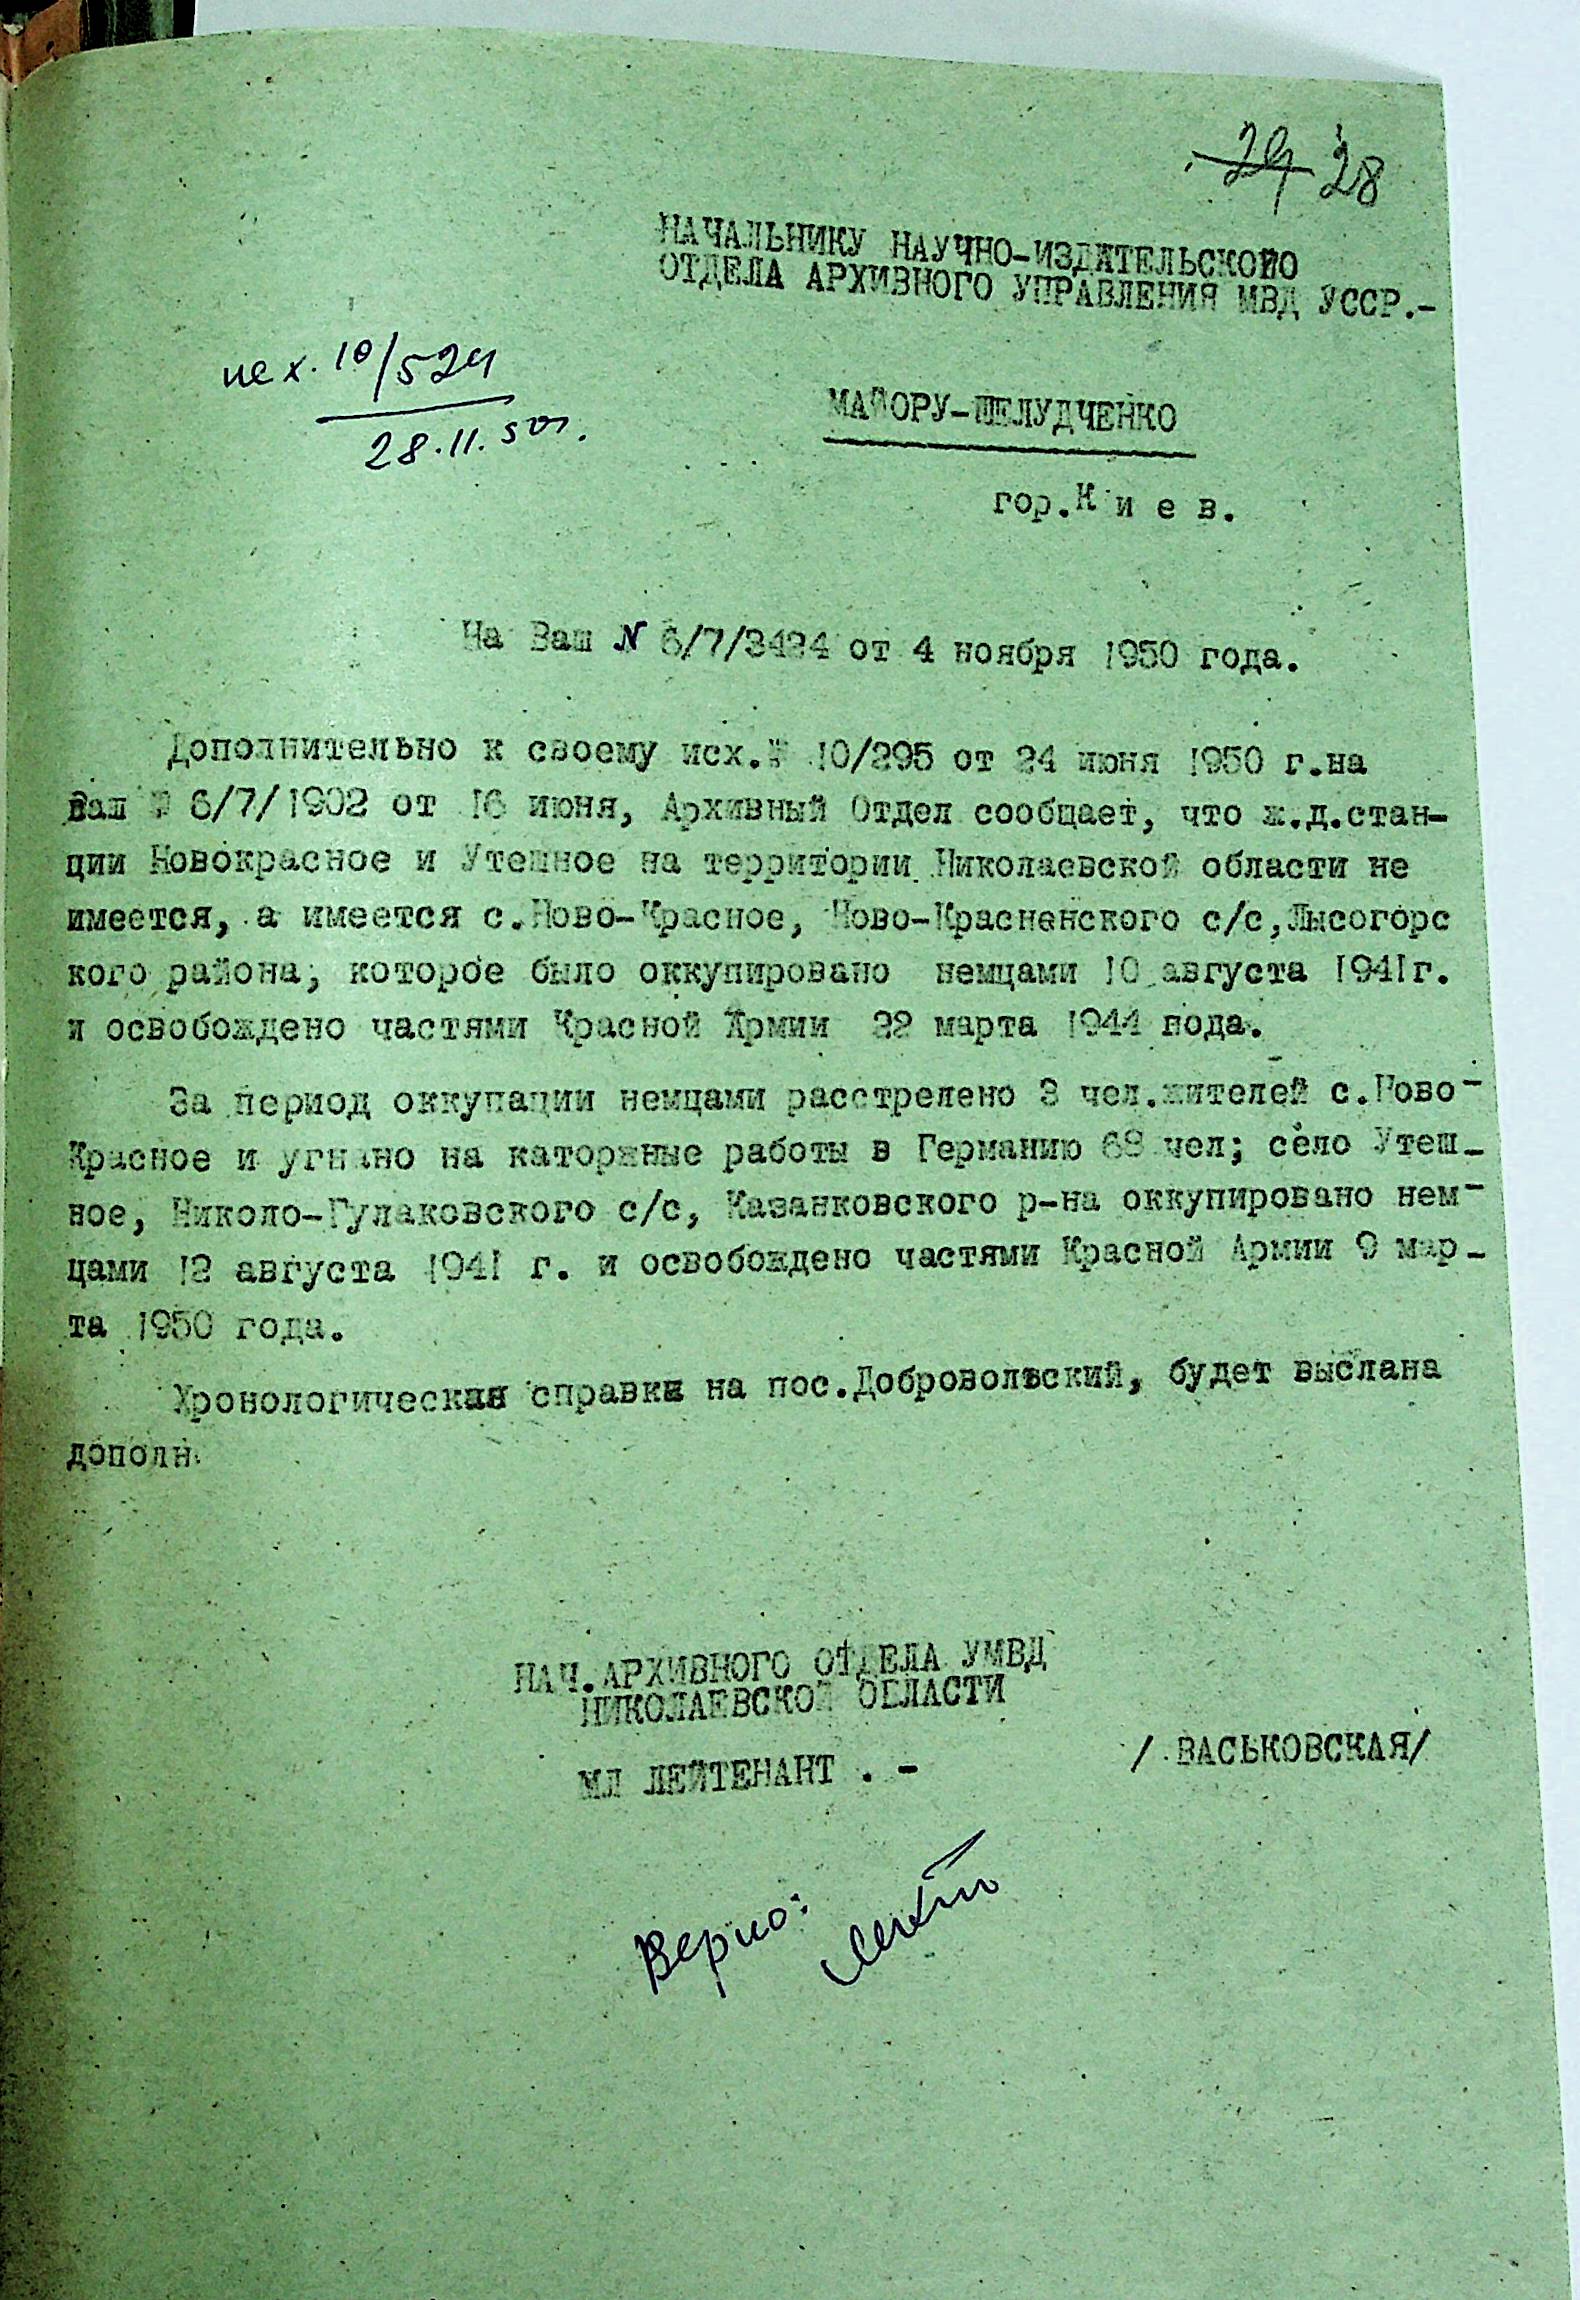 29 28
НАЧАЛЬНИКУ НАУЧНО-ИЗДАТЕЛЬСКОГО
ОТДЕЛА АРХИВНОГО УПРАВЛЕНИЯ МВД УССР.-
исх. 10/524
28.11.50г.
МАЙОРУ-ШЕЛУДЧЕНКО
гор.К и е в.
На Ваш N 6/7/3424 от 4 ноября 1950 года.
Дополнительно к своему исх.№ 10/295 от 24 июня 1950 г.на
Ваш № 6/7/1902 от 16 июня, Архивный Отдел сообщает, что ж.д.стан-
ции Новокрасное и Утешное на территории Николаевской области не
имеется, а имеется с.Ново-Красное, Ново-Красненского с/с,Лысогорс
кого района, которое было оккупировано немцами 10 августа 1941г.
и освобождено частями Красной Армии 22 марта 1944 года.
За период оккупации немцами расстрелено 3 чел.жителей с.Ново-
Красное и угнано на каторжные работы в Германию 68 чел; село Утеш-
ное, Николо-Гулаковского с/с, Казанковского р-на оккупировано нем-
цами 12 августа 1941 г. и освобождено частями Красной Армии 9 мар-
та 1950 года.
Хронологическая справка на пос.Добровольский, будет выслана
дополн.
НАЧ.АРХИВНОГО ОТДЕЛА УМВД
НИКОЛАЕВСКОЙ ОБЛАСТИ
МЛ ЛЕЙТЕНАНТ . - / ВАСЬКОВСКАЯ/
Верно: